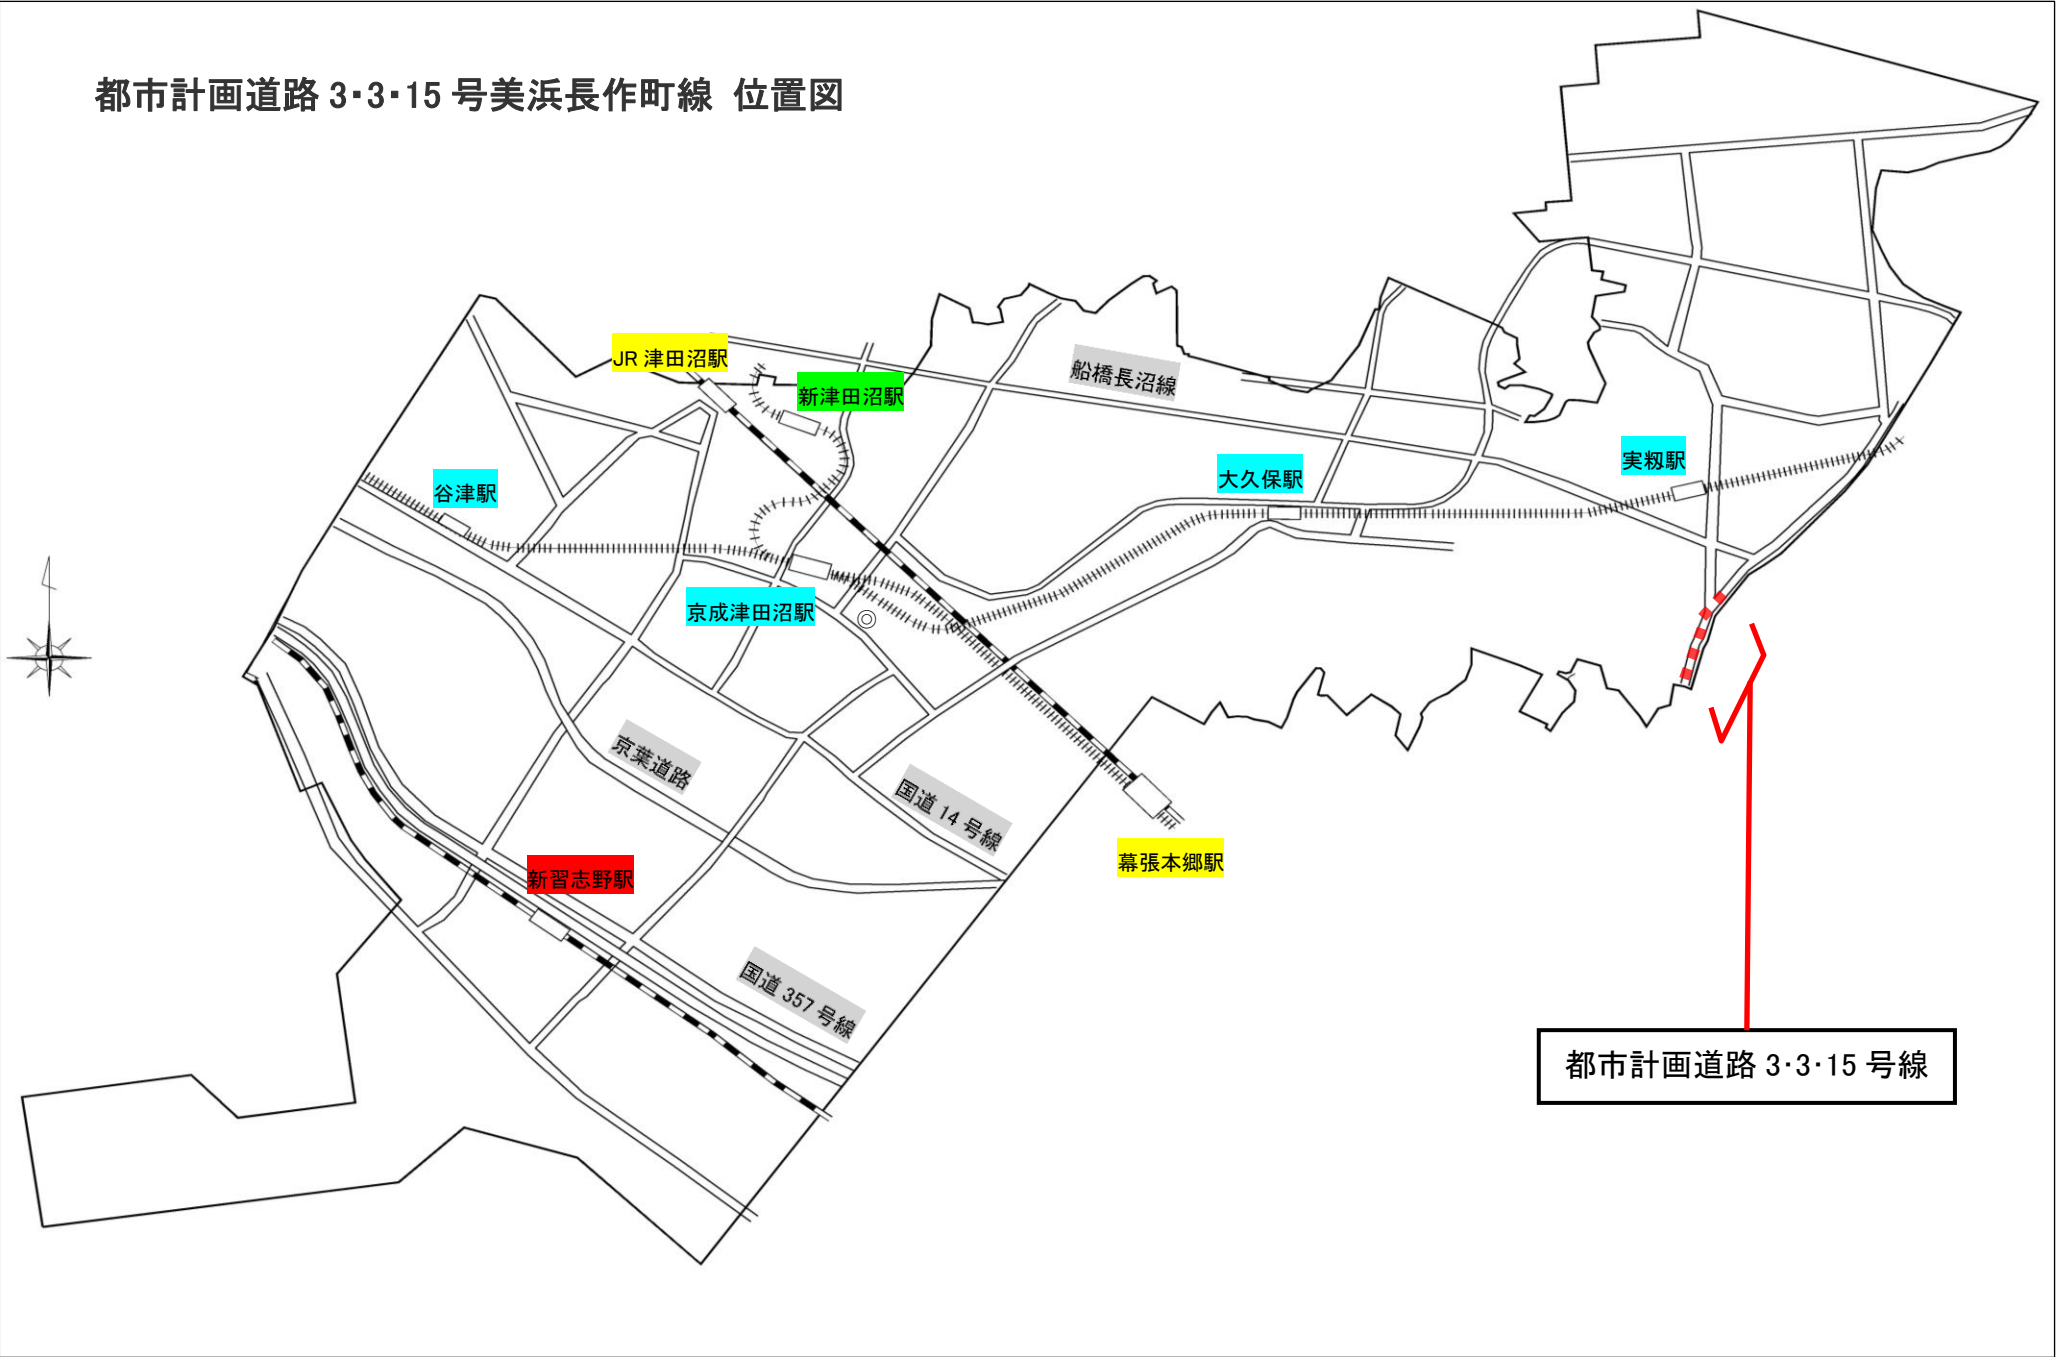 都市計画道路 3・3・15 号美浜長作町線 位置図
JR 津田沼駅
新津田沼駅
船橋長沼線
谷津駅
大久保駅
実籾駅
京成津田沼駅
京葉道路
国道 14 号線
幕張本郷駅
新習志野駅
国道 357 号線
都市計画道路 3・3・15 号線